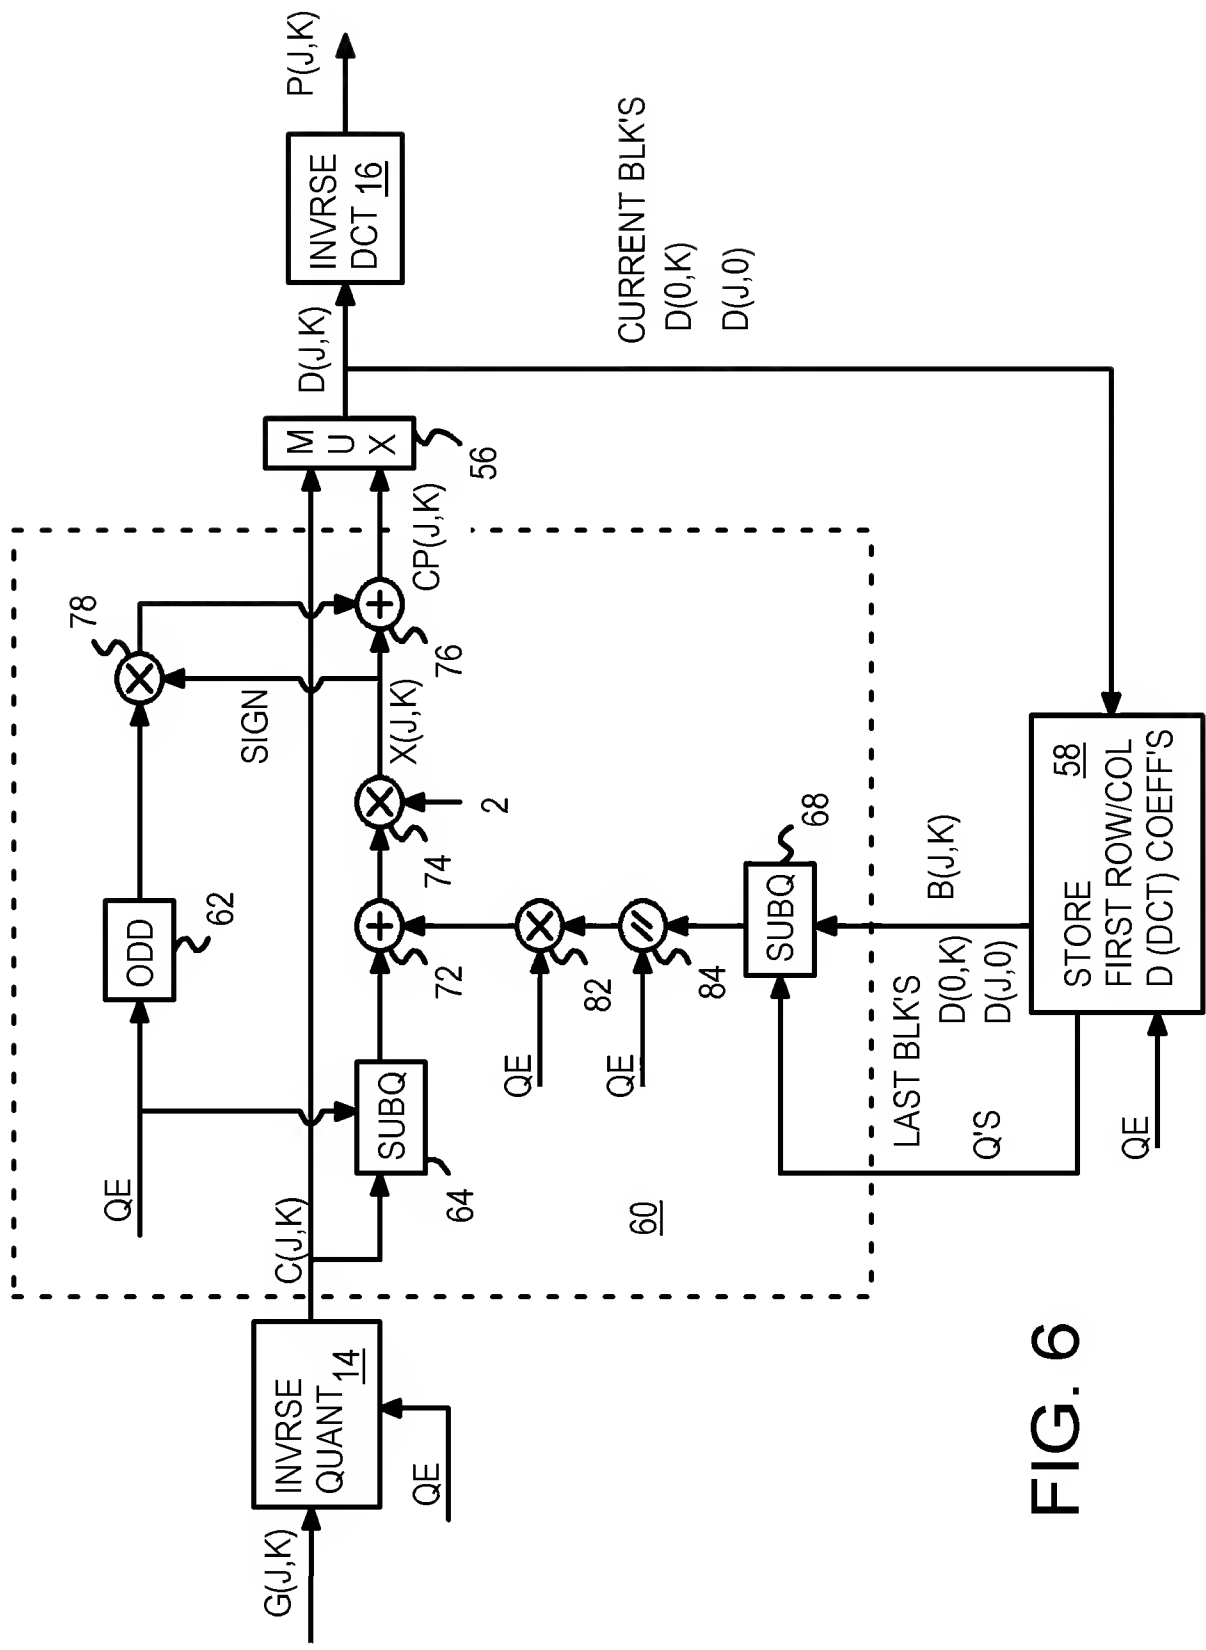 G(J,K)
INVRSE
QUANT 14
QE
C(J,K)
QE
ODD
62
SUBQ
64
72
74
2
X(J,K)
SIGN
78
76
CP(J,K)
M
U
X
56
D(J,K)
INVRSE
DCT 16
P(J,K)
60
QE
82
QE
84
SUBQ
68
LAST BLK'S
D(0,K)
D(J,0)
B(J,K)
Q'S
QE
STORE 58
FIRST ROW/COL
D (DCT) COEFF'S
CURRENT BLK'S
D(0,K)
D(J,0)
FIG. 6